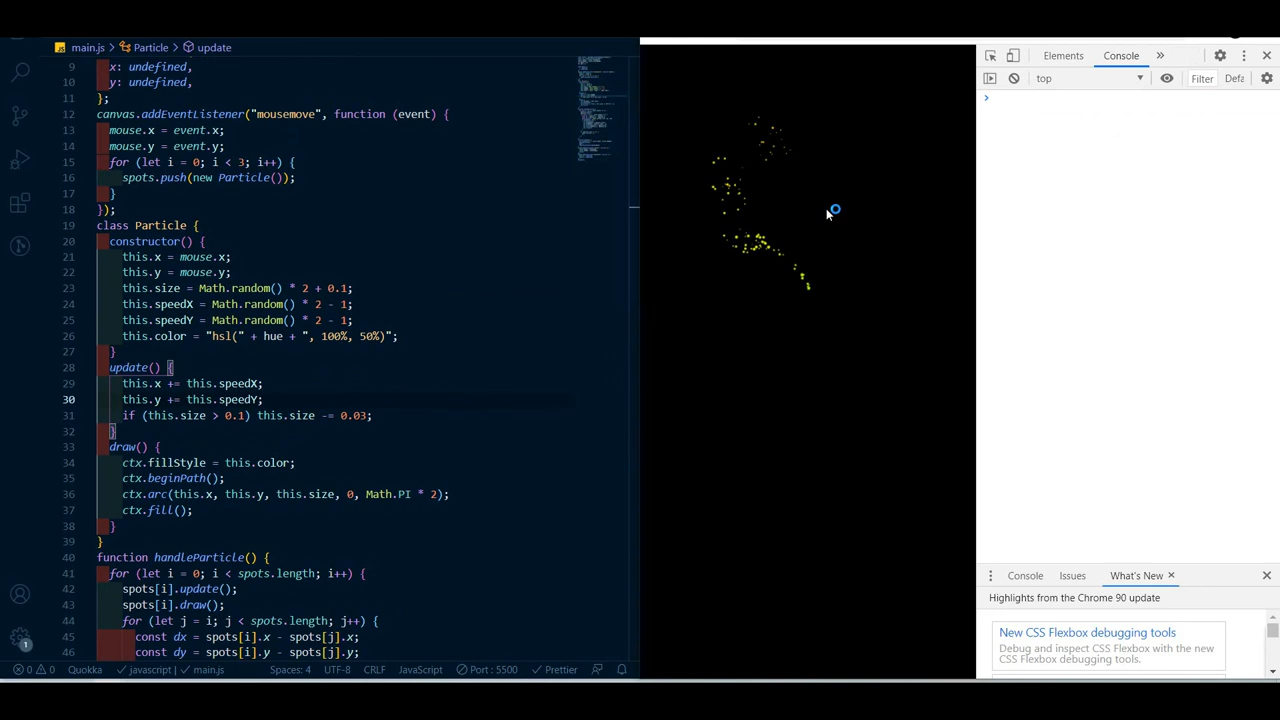 main.js > Particle > update
9 x: undefined,
10 y: undefined,
11 };
12 canvas.addEventListener("mousemove", function (event) {
13 mouse.x = event.x;
14 mouse.y = event.y;
15 for (let i = 0; i < 3; i++) {
16 spots.push(new Particle());
17 }
18 });
19 class Particle {
20 constructor() {
21 this.x = mouse.x;
22 this.y = mouse.y;
23 this.size = Math.random() * 2 + 0.1;
24 this.speedX = Math.random() * 2 - 1;
25 this.speedY = Math.random() * 2 - 1;
26 this.color = "hsl(" + hue + ", 100%, 50%)";
27 }
28 update() {
29 this.x += this.speedX;
30 this.y += this.speedY;
31 if (this.size > 0.1) this.size -= 0.03;
32 }
33 draw() {
34 ctx.fillStyle = this.color;
35 ctx.beginPath();
36 ctx.arc(this.x, this.y, this.size, 0, Math.PI * 2);
37 ctx.fill();
38 }
39 }
40 function handleParticle() {
41 for (let i = 0; i < spots.length; i++) {
42 spots[i].update();
43 spots[i].draw();
44 for (let j = i; j < spots.length; j++) {
45 const dx = spots[i].x - spots[j].x;
46 const dy = spots[i].y - spots[j].y;
1
0 0 Quokka javascript | main.js Spaces: 4 UTF-8 CRLF JavaScript Port : 5500 Prettier
Elements Console
top Filter Defa
Console Issues What's New
Highlights from the Chrome 90 update
New CSS Flexbox debugging tools
Debug and inspect CSS Flexbox with the new
CSS Flexbox debugging tools.